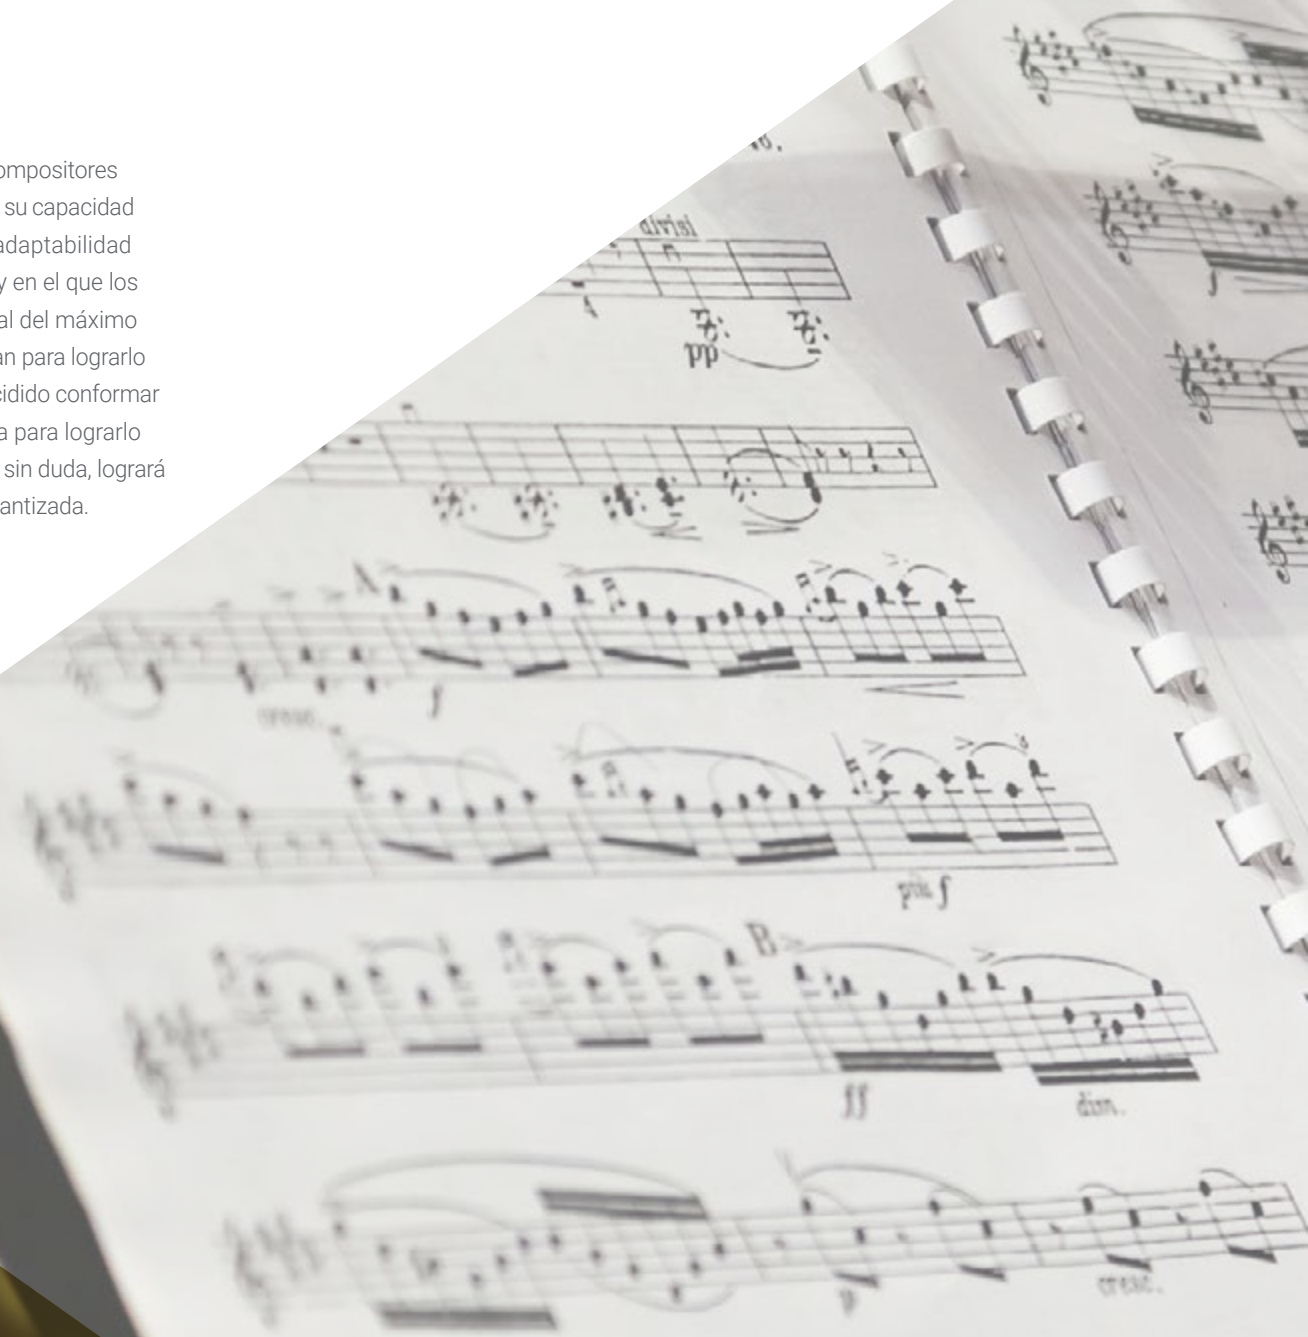 ompositores
su capacidad
adaptabilidad
y en el que los
al del máximo
an para lograrlo
cidido conformar
a para lograrlo
sin duda, logrará
antizada.
divisi
pp
A
cresc.
f
f
più f
B
ff
dim.
p
cresc.